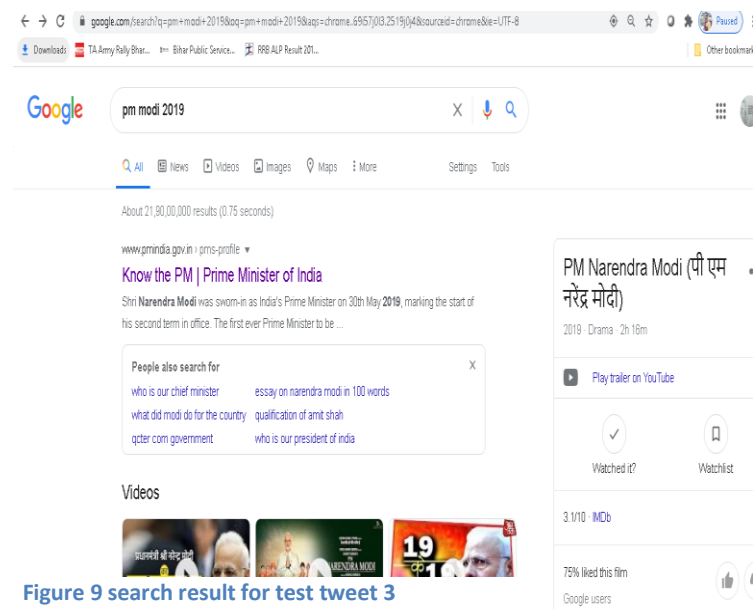 google.com/search?q=pm+modi+2019&oq=pm+modi+2019&aqs=chrome..69i57j0l3.2519j0j4&sourceid=chrome&ie=UTF-8
Paused
Downloads TA Army Rally Bhar... Bihar Public Service... RRB ALP Result 201... Other bookmark
Google pm modi 2019
All News Videos Images Maps More Settings Tools
About 21,90,00,000 results (0.75 seconds)
www.pmindia.gov.in › pms-profile
Know the PM | Prime Minister of India
Shri Narendra Modi was sworn-in as India's Prime Minister on 30th May 2019, marking the start of
his second term in office. The first ever Prime Minister to be ...
People also search for X
who is our chief minister essay on narendra modi in 100 words
what did modi do for the country qualification of amit shah
qcter com government who is our president of india
Videos
प्रधानमंत्री श्री नरेन्द्र मोदी
NARENDRA MODI
19
PM Narendra Modi (पी एम
नरेंद्र मोदी)
2019 · Drama · 2h 16m
Play trailer on YouTube
Watched it? Watchlist
3.1/10 · IMDb
75% liked this film
Google users
Figure 9 search result for test tweet 3